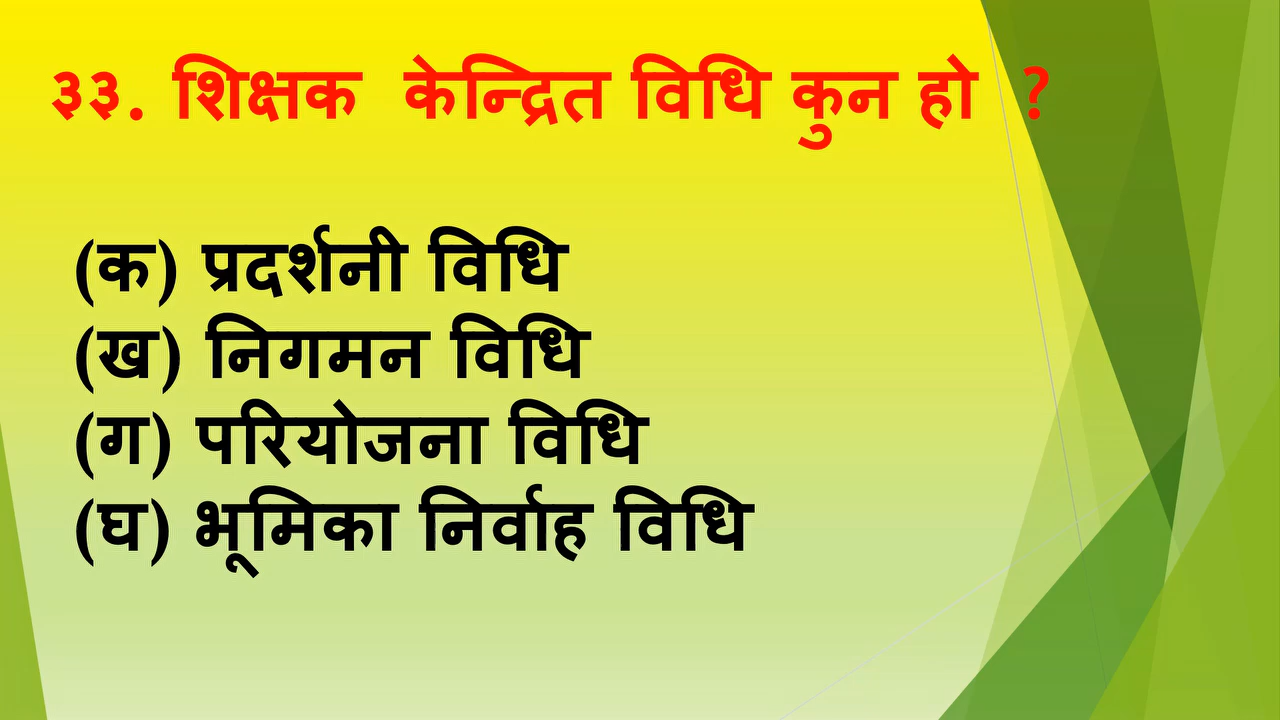 ३३. शिक्षक केन्द्रित विधि कुन हो ?
(क) प्रदर्शनी विधि
(ख) निगमन विधि
(ग) परियोजना विधि
(घ) भूमिका निर्वाह विधि